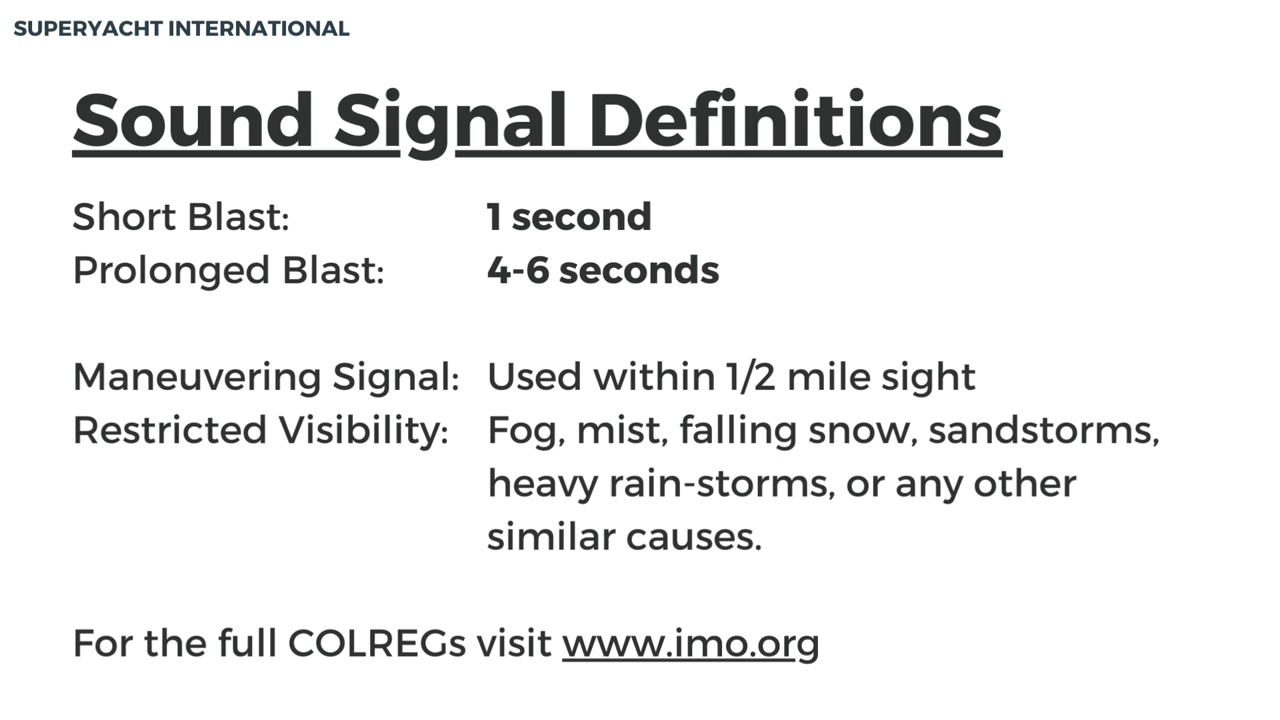 SUPERYACHT INTERNATIONAL
Sound Signal Definitions
Short Blast: 1 second
Prolonged Blast: 4-6 seconds
Maneuvering Signal: Used within 1/2 mile sight
Restricted Visibility: Fog, mist, falling snow, sandstorms,
heavy rain-storms, or any other
similar causes.
For the full COLREGs visit www.imo.org